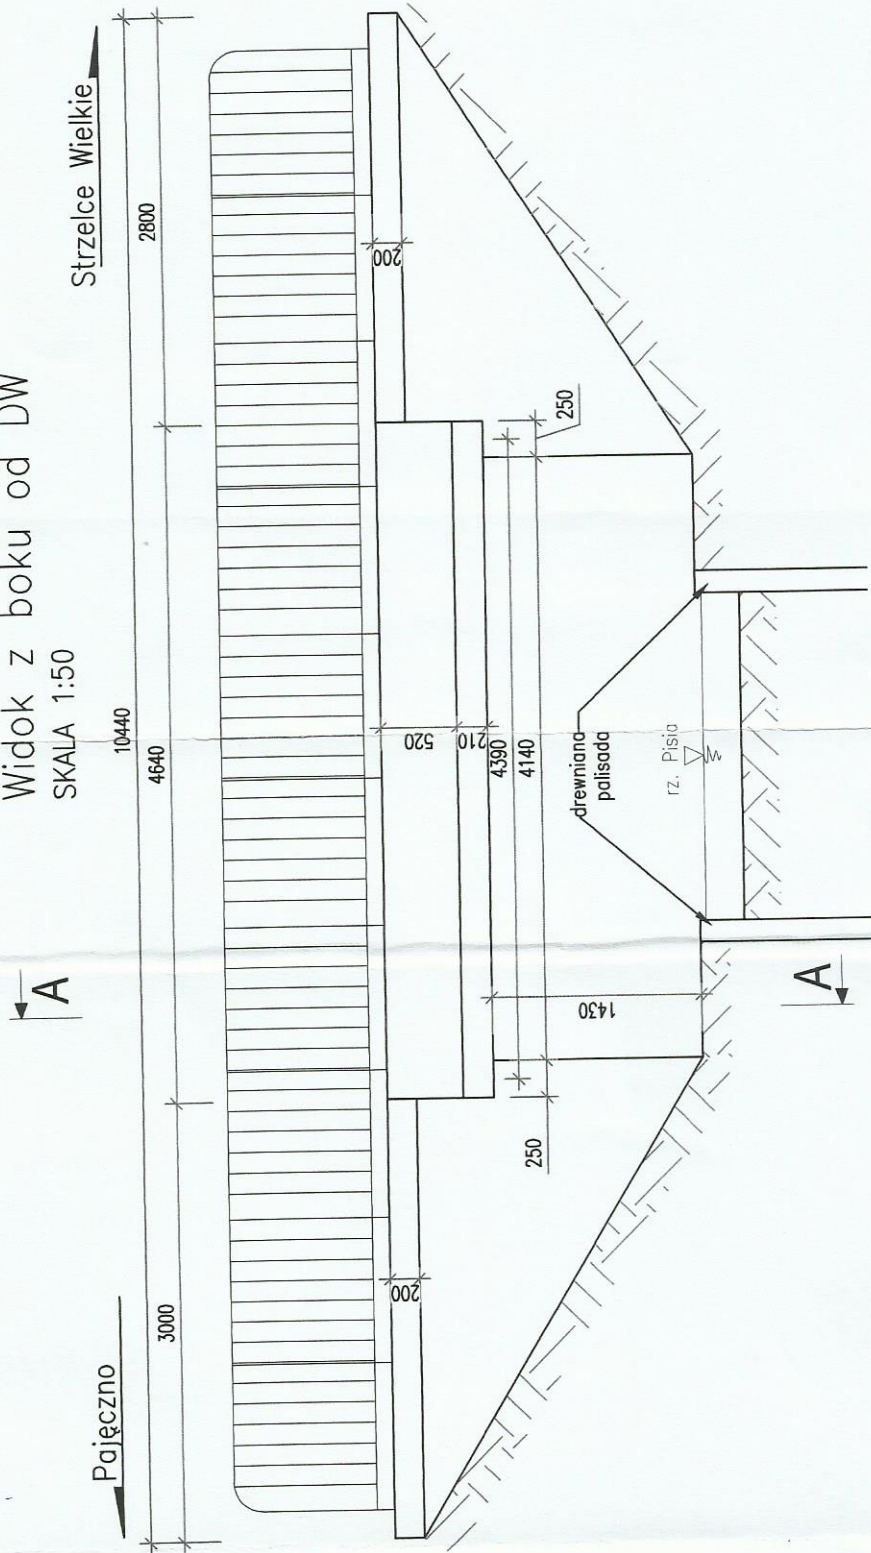 Widok z boku od DW
SKALA 1:50
Pajęczno
Strzelce Wielkie
10440
3000
4640
2800
A
200
200
520
210
4390
4140
250
250
1430
drewniana
palisada
rz. Pisia
A